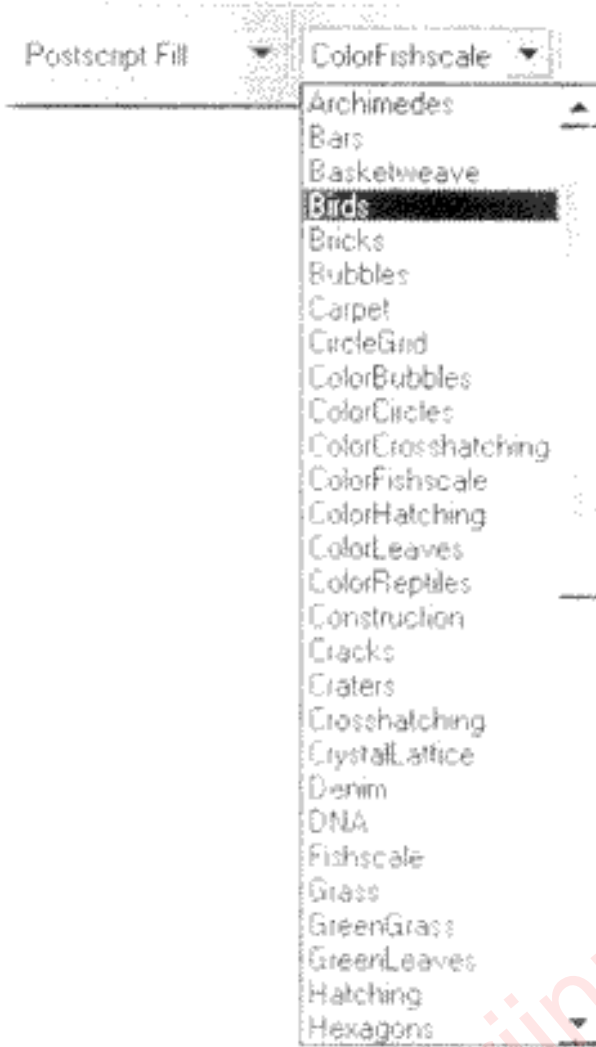 Postscript Fill ColorFishscale
Archimedes
Bars
Basketweave
Birds
Bricks
Bubbles
Carpet
CircleGrid
ColorBubbles
ColorCircles
ColorCrosshatching
ColorFishscale
ColorHatching
ColorLeaves
ColorReptiles
Construction
Cracks
Craters
Crosshatching
CrystalLattice
Denim
DNA
Fishscale
Grass
GreenGrass
GreenLeaves
Hatching
Hexagons